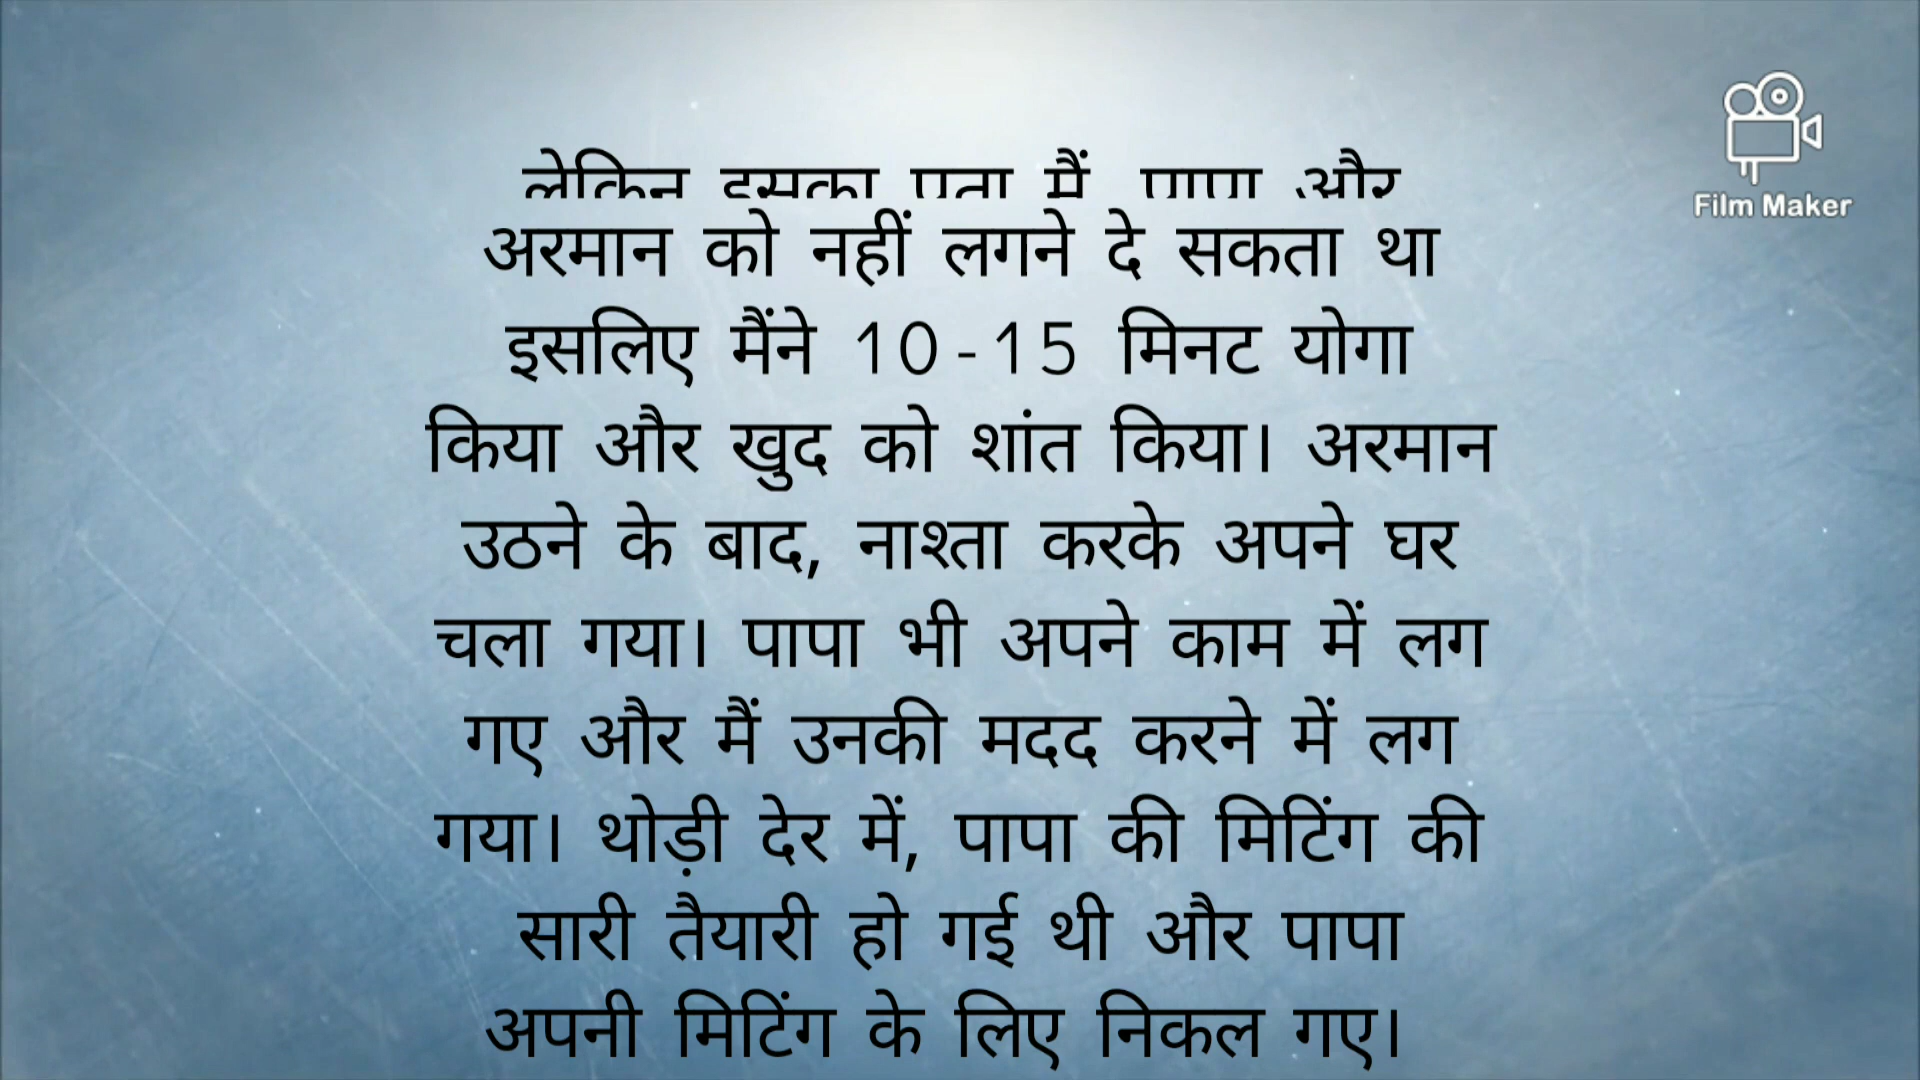 लेकिन इसका पता मैं, पापा और
अरमान को नहीं लगने दे सकता था
इसलिए मैंने 10-15 मिनट योगा
किया और खुद को शांत किया। अरमान
उठने के बाद, नाश्ता करके अपने घर
चला गया। पापा भी अपने काम में लग
गए और मैं उनकी मदद करने में लग
गया। थोड़ी देर में, पापा की मिटिंग की
सारी तैयारी हो गई थी और पापा
अपनी मिटिंग के लिए निकल गए।
Film Maker